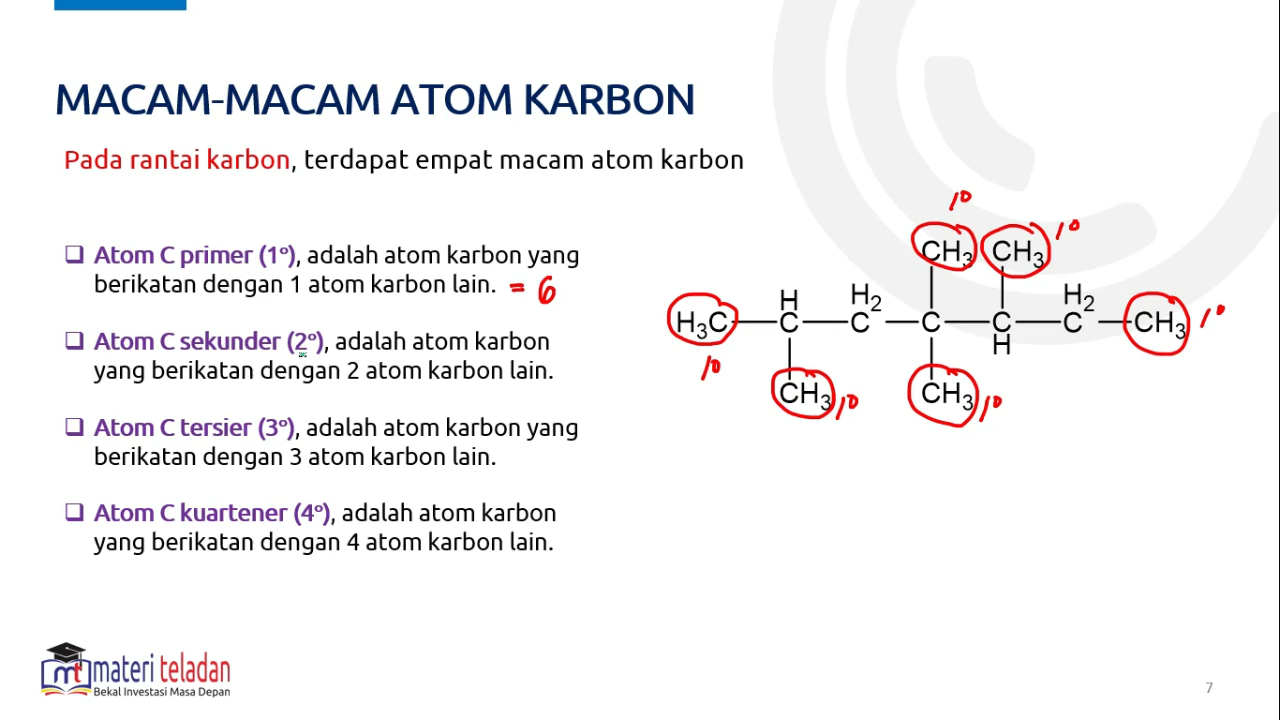 MACAM-MACAM ATOM KARBON
Pada rantai karbon, terdapat empat macam atom karbon
Atom C primer (1°), adalah atom karbon yang
berikatan dengan 1 atom karbon lain. = 6
Atom C sekunder (2°), adalah atom karbon
yang berikatan dengan 2 atom karbon lain.
Atom C tersier (3°), adalah atom karbon yang
berikatan dengan 3 atom karbon lain.
Atom C kuartener (4°), adalah atom karbon
yang berikatan dengan 4 atom karbon lain.
1°
1°
CH₃ CH₃
H H₂ H₂
H₃C C C C C C CH₃ 1°
H
1°
CH₃ 1° CH₃ 1°
mt materi teladan
Bekal Investasi Masa Depan
7